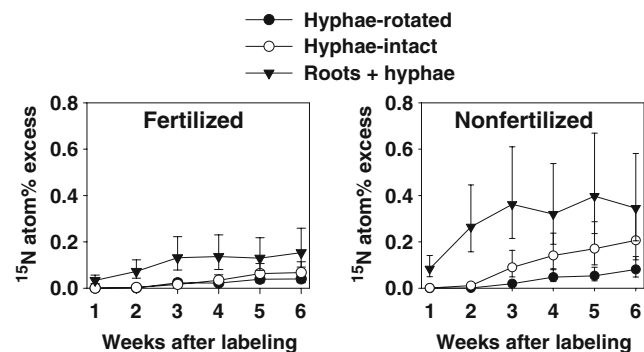 Hyphae-rotated
Hyphae-intact
Roots + hyphae
Fertilized
Nonfertilized
0.8
0.6
0.4
0.2
0.0
0.8
0.6
0.4
0.2
0.0
¹⁵N atom% excess
¹⁵N atom% excess
1 2 3 4 5 6
1 2 3 4 5 6
Weeks after labeling
Weeks after labeling